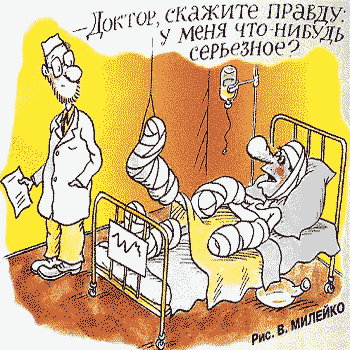 —Доктор, скажите правду:
у меня что-нибудь
серьезное?
Рис. В. МИЛЕЙКО